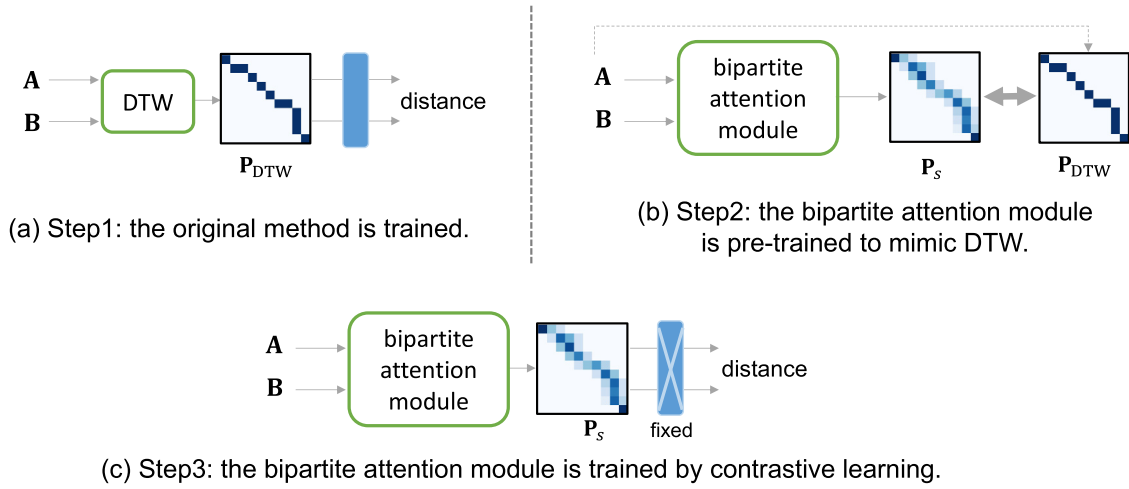 A
B
DTW
P_DTW
distance
(a) Step1: the original method is trained.
A
B
bipartite
attention
module
P_s
P_DTW
(b) Step2: the bipartite attention module
is pre-trained to mimic DTW.
A
B
bipartite
attention
module
P_s
fixed
distance
(c) Step3: the bipartite attention module is trained by contrastive learning.